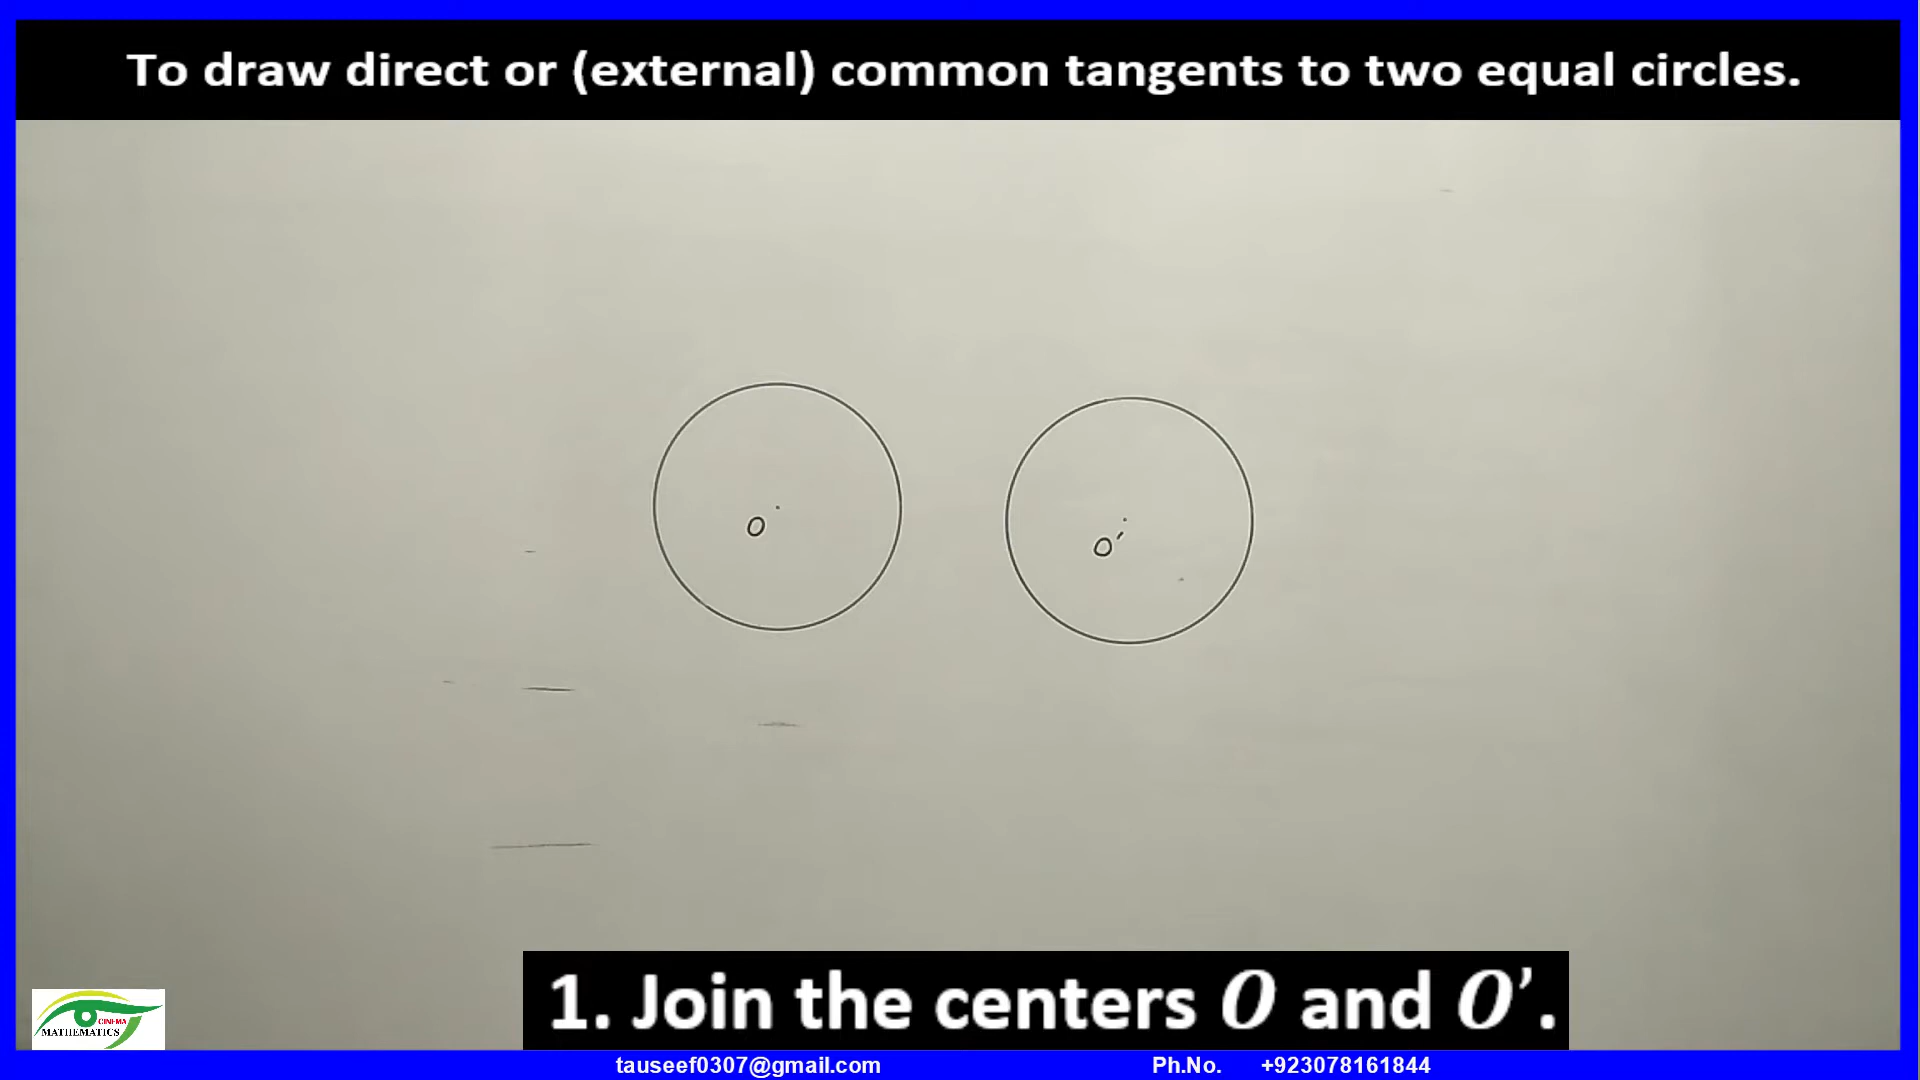 To draw direct or (external) common tangents to two equal circles.
O
O′
1. Join the centers O and O’.
CINEMA
MATHEMATICS
tauseef0307@gmail.com Ph.No. +923078161844